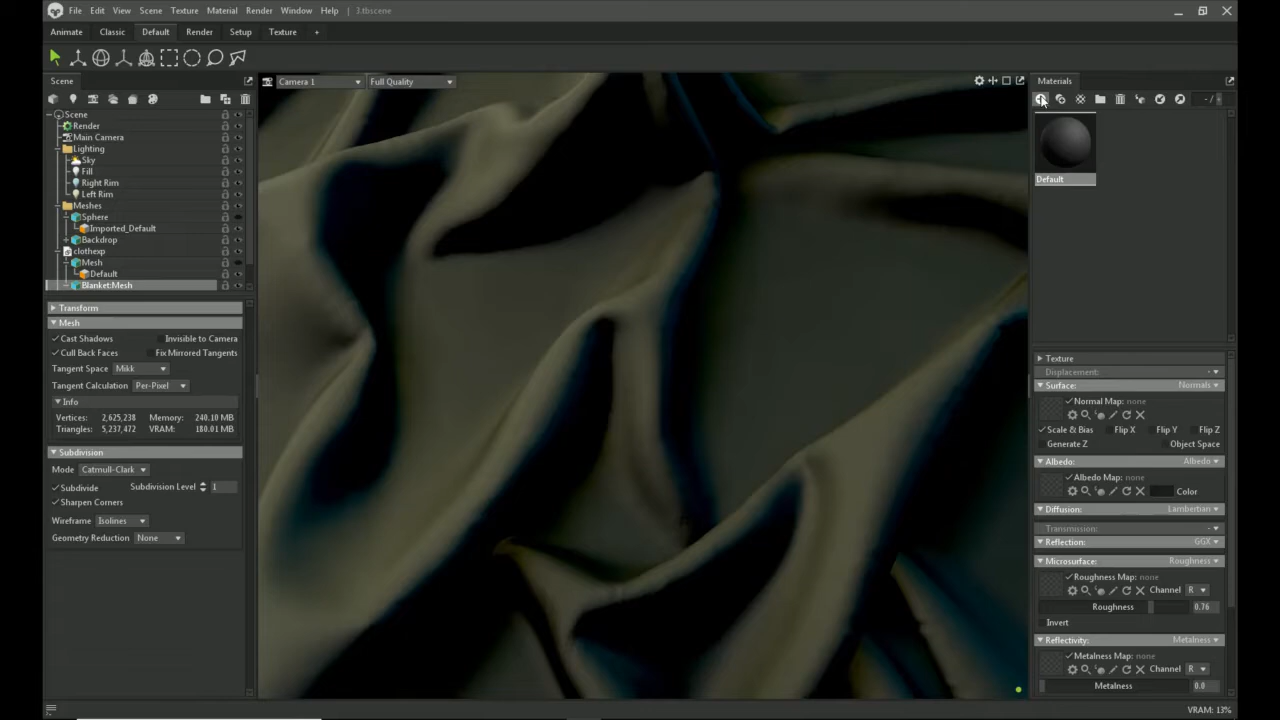 File Edit View Scene Texture Material Render Window Help 3.tbscene
Animate Classic Default Render Setup Texture +
Scene
Camera 1 Full Quality
Materials
- /
Scene
Render
Main Camera
Lighting
Sky
Fill
Right Rim
Left Rim
Meshes
Sphere
Imported_Default
Backdrop
clothexp
Mesh
Default
Blanket:Mesh
Transform
Mesh
Cast Shadows Invisible to Camera
Cull Back Faces Fix Mirrored Tangents
Tangent Space Mikk
Tangent Calculation Per-Pixel
Info
Vertices: 2,625,238 Memory: 240.10 MB
Triangles: 5,237,472 VRAM: 180.01 MB
Subdivision
Mode Catmull-Clark
Subdivide Subdivision Level 1
Sharpen Corners
Wireframe Isolines
Geometry Reduction None
Default
Texture
Displacement: -
Surface: Normals
Normal Map: none
Scale & Bias Flip X Flip Y Flip Z
Generate Z Object Space
Albedo: Albedo
Albedo Map: none
Color
Diffusion: Lambertian
Transmission: -
Reflection: GGX
Microsurface: Roughness
Roughness Map: none
Channel R
Roughness 0.76
Invert
Reflectivity: Metalness
Metalness Map: none
Channel R
Metalness 0.0
VRAM: 13%